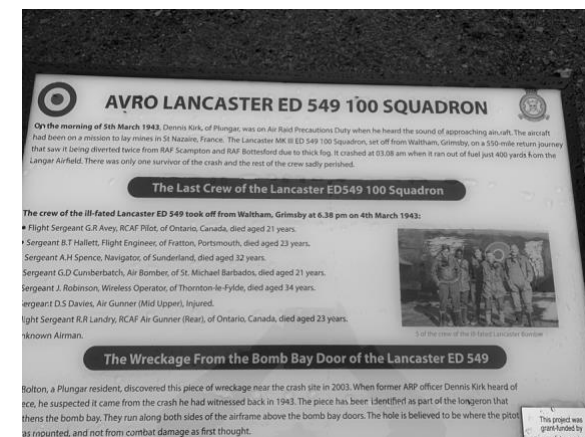 AVRO LANCASTER ED 549 100 SQUADRON
On the morning of 5th March 1943, Dennis Kirk, of Plungar, was on Air Raid Precautions Duty when he heard the sound of approaching aircraft. The aircraft
had been on a mission to lay mines in St Nazaire, France. The Lancaster MK III ED 549 100 Squadron, set off from Waltham, Grimsby, on a 550-mile return journey
that saw it being diverted twice from RAF Scampton and RAF Bottesford due to thick fog. It crashed at 03.08 am when it ran out of fuel just 400 yards from the
Langar Airfield. There was only one survivor of the crash and the rest of the crew sadly perished.
The Last Crew of the Lancaster ED549 100 Squadron
The crew of the ill-fated Lancaster ED 549 took off from Waltham, Grimsby at 6.38 pm on 4th March 1943:
• Flight Sergeant G.R Avey, RCAF Pilot, of Ontario, Canada, died aged 21 years.
• Sergeant B.T Hallett, Flight Engineer, of Fratton, Portsmouth, died aged 23 years.
Sergeant A.H Spence, Navigator, of Sunderland, died aged 32 years.
Sergeant G.D Cumberbatch, Air Bomber, of St. Michael Barbados, died aged 21 years.
Sergeant J. Robinson, Wireless Operator, of Thornton-le-Fylde, died aged 34 years.
ergeant D.S Davies, Air Gunner (Mid Upper), Injured.
light Sergeant R.R Landry, RCAF Air Gunner (Rear), of Ontario, Canada, died aged 23 years.
nknown Airman.
5 of the crew of the ill-fated Lancaster Bomber
The Wreckage From the Bomb Bay Door of the Lancaster ED 549
Bolton, a Plungar resident, discovered this piece of wreckage near the crash site in 2003. When former ARP officer Dennis Kirk heard of
ece, he suspected it came from the crash he had witnessed back in 1943. The piece has been identified as part of the longeron that
thens the bomb bay. They run along both sides of the airframe above the bomb bay doors. The hole is believed to be where the pitot
as mounted, and not from combat damage as first thought.
This project was
grant-funded by